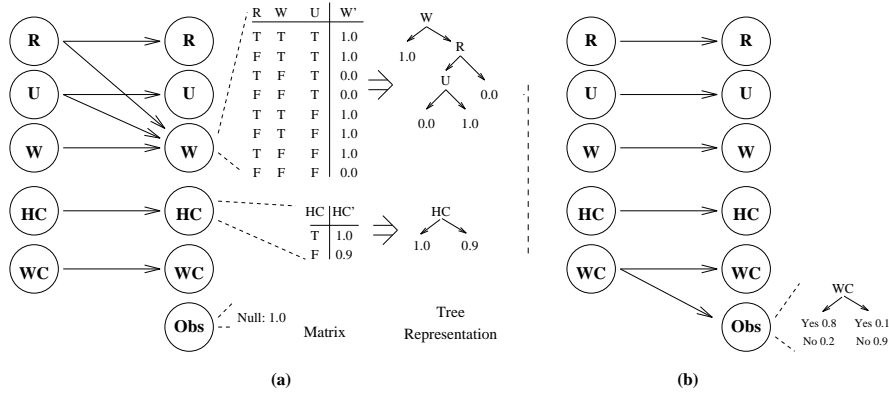 R
R
U
U
W
W
HC
HC
WC
WC
Obs
Null: 1.0
R W U W'
T T T 1.0
F T T 1.0
T F T 0.0
F F T 0.0
T T F 1.0
F T F 1.0
T F F 1.0
F F F 0.0
W
1.0 R
U 0.0
0.0 1.0
HC HC'
T 1.0
F 0.9
HC
1.0 0.9
Matrix
Tree
Representation
(a)
R
R
U
U
W
W
HC
HC
WC
WC
Obs
WC
Yes 0.8 Yes 0.1
No 0.2 No 0.9
(b)